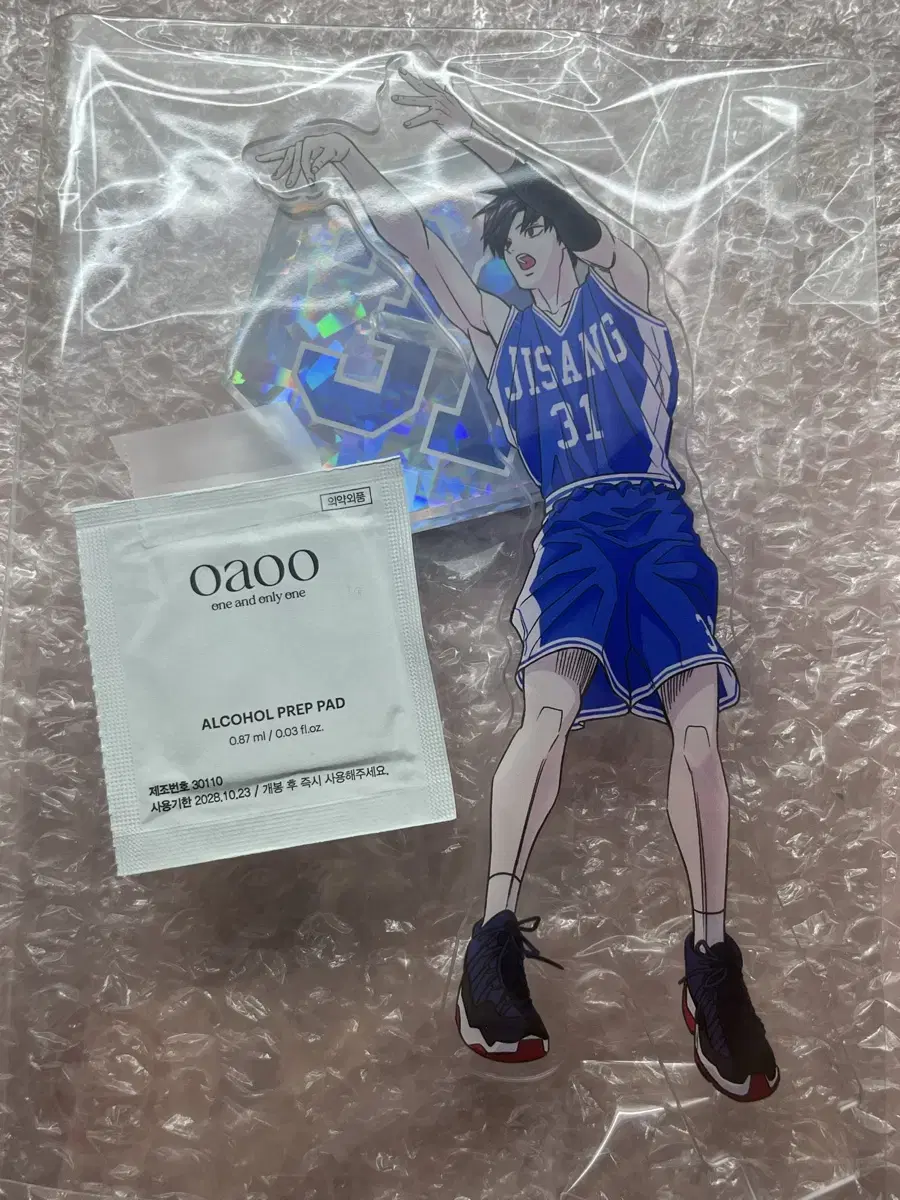 JISANG
31
3
의약외품
oaoo
one and only one
ALCOHOL PREP PAD
0.87 ml / 0.03 fl.oz.
제조번호 30110
사용기한 2028.10.23 / 개봉 후 즉시 사용해주세요.